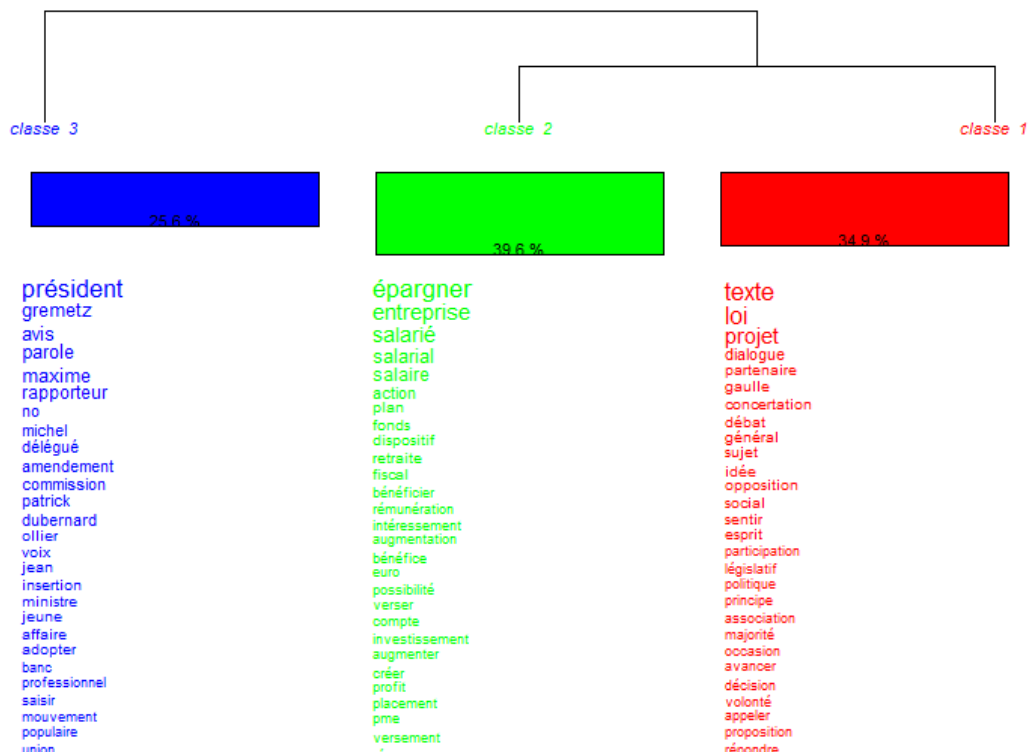 classe 3
classe 2
classe 1
25.6 %
39.6 %
34.9 %
président
gremetz
avis
parole
maxime
rapporteur
no
michel
délégué
amendement
commission
patrick
dubernard
ollier
voix
jean
insertion
ministre
jeune
affaire
adopter
banc
professionnel
saisir
mouvement
populaire
union
épargner
entreprise
salarié
salarial
salaire
action
plan
fonds
dispositif
retraite
fiscal
bénéficier
rémunération
intéressement
augmentation
bénéfice
euro
possibilité
verser
compte
investissement
augmenter
créer
profit
placement
pme
versement
texte
loi
projet
dialogue
partenaire
gaulle
concertation
débat
général
sujet
idée
opposition
social
sentir
esprit
participation
législatif
politique
principe
association
majorité
occasion
avancer
décision
volonté
appeler
proposition
répondre